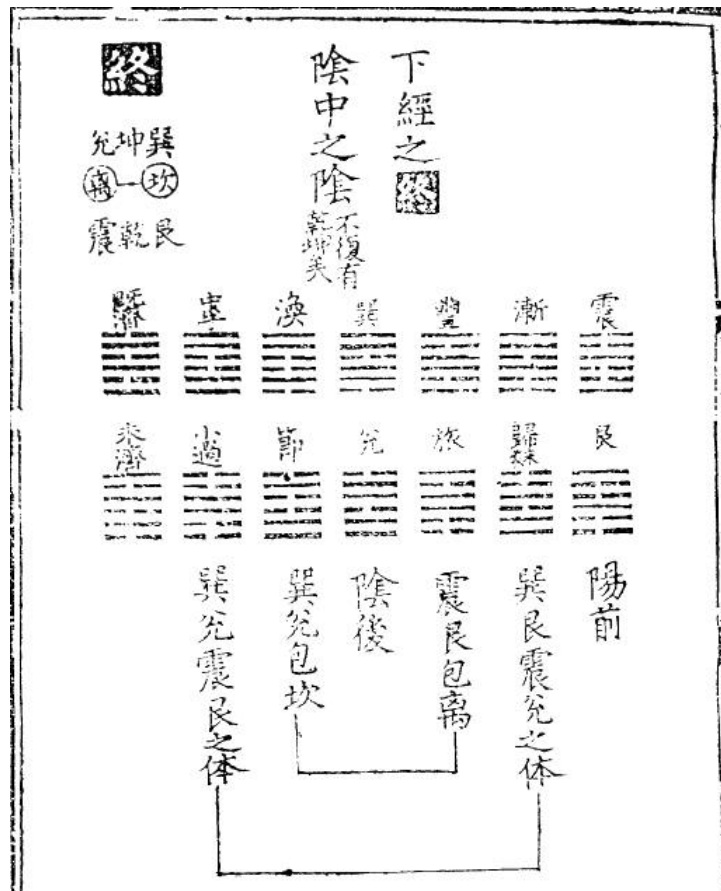 下經之終
陰中之陰
不復有
乾坤矣
終
巽坤兌
坎离
艮乾震
震
漸
豐
巽
渙
中孚
既濟
艮
歸妹
旅
兌
節
小過
未濟
陽前
巽艮震兌之体
震艮包离
陰後
巽兌包坎
巽兌震艮之体